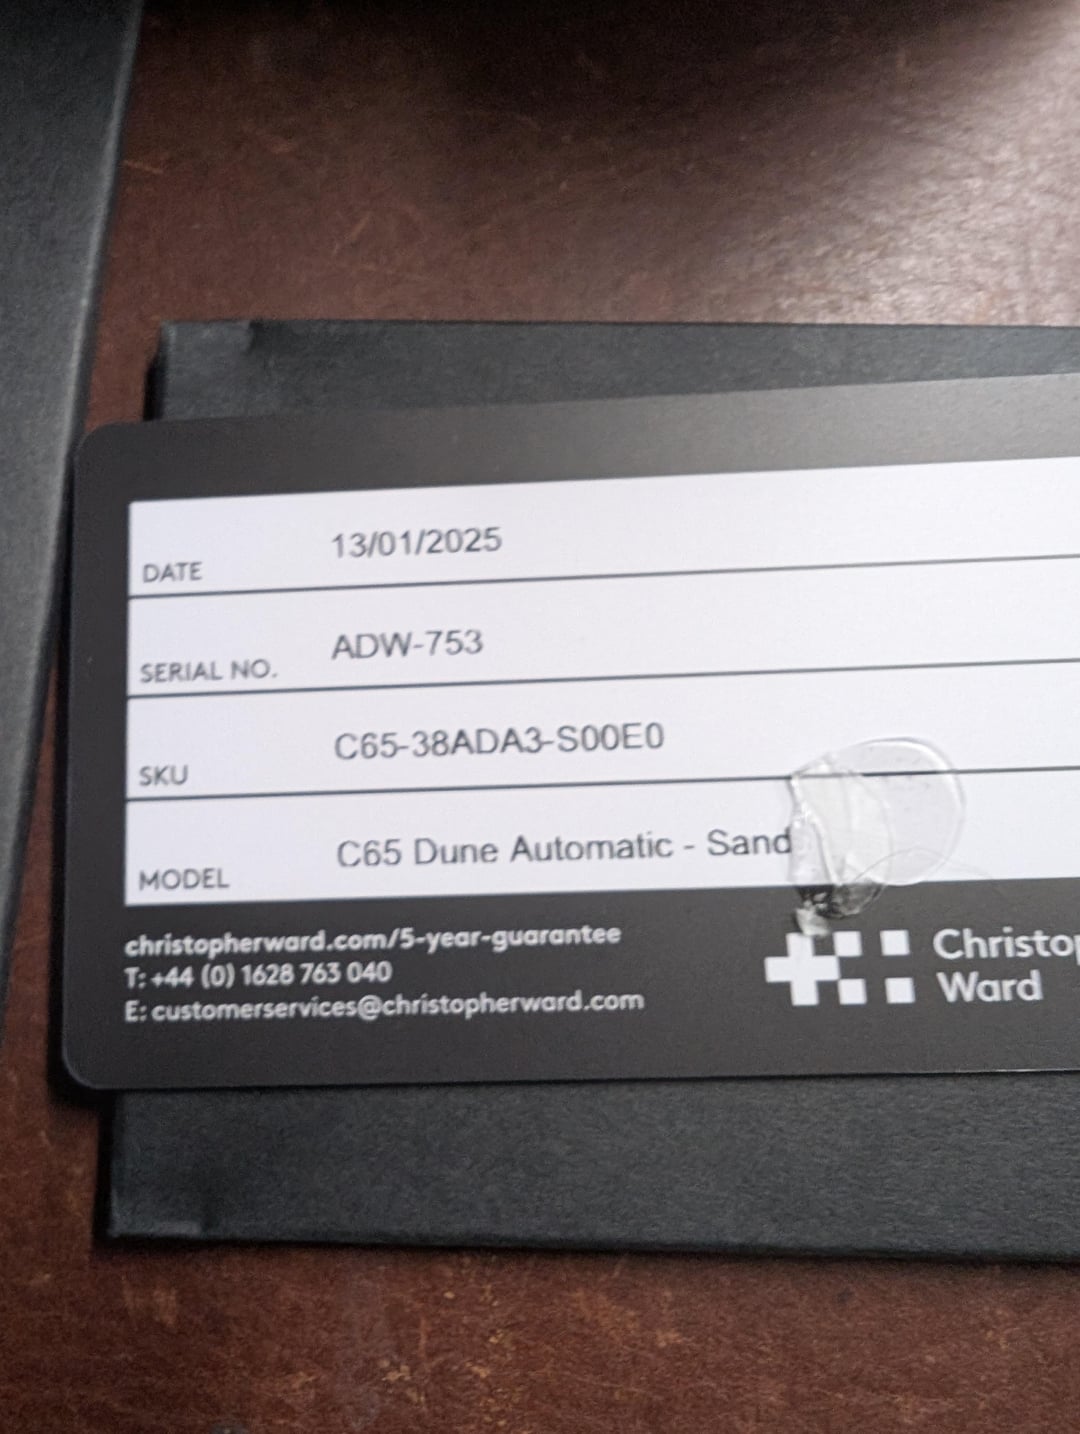 DATE 13/01/2025
SERIAL NO. ADW-753
SKU C65-38ADA3-S00E0
MODEL C65 Dune Automatic - Sand
christopherward.com/5-year-guarantee
T: +44 (0) 1628 763 040
E: customerservices@christopherward.com
Christop
Ward